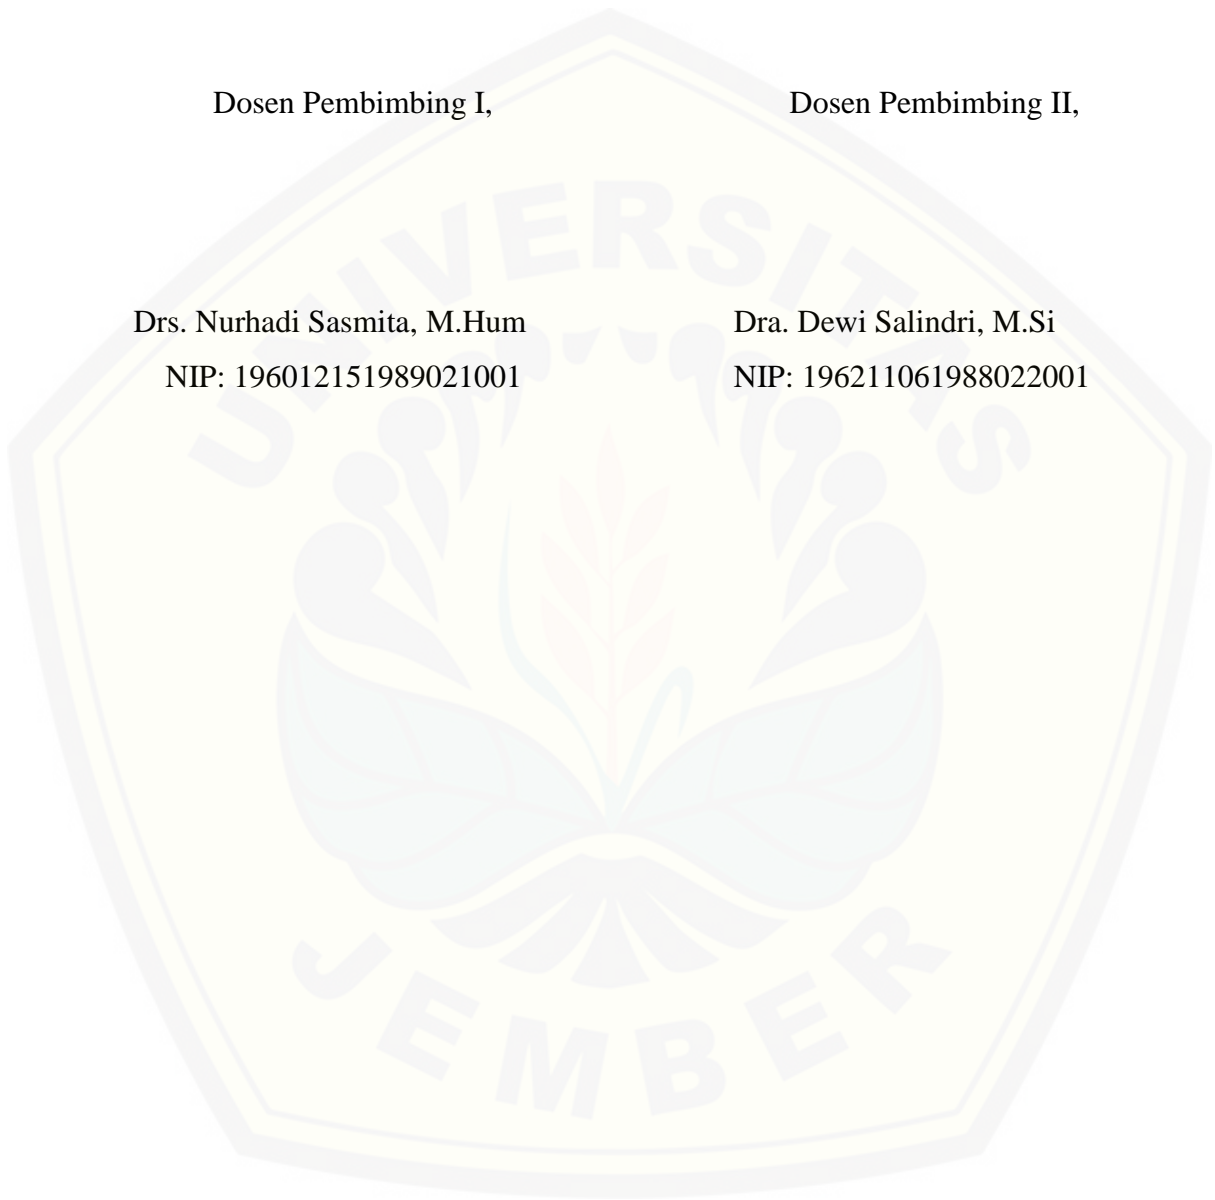 Dosen Pembimbing I,
Dosen Pembimbing II,
Drs. Nurhadi Sasmita, M.Hum
NIP: 196012151989021001
Dra. Dewi Salindri, M.Si
NIP: 196211061988022001
UNIVERSITAS
JEMBER